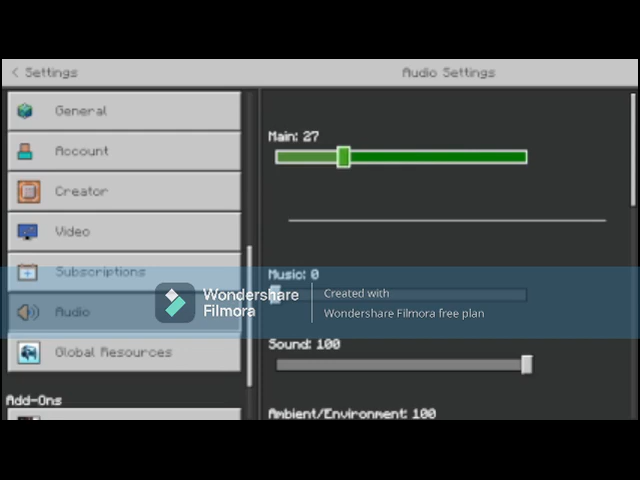 < Settings
Audio Settings
General
Account
Creator
Video
Subscriptions
Audio
Global Resources
Add-Ons
Main: 27
Music: 0
Sound: 100
Ambient/Environment: 100
Wondershare
Filmora
Created with
Wondershare Filmora free plan